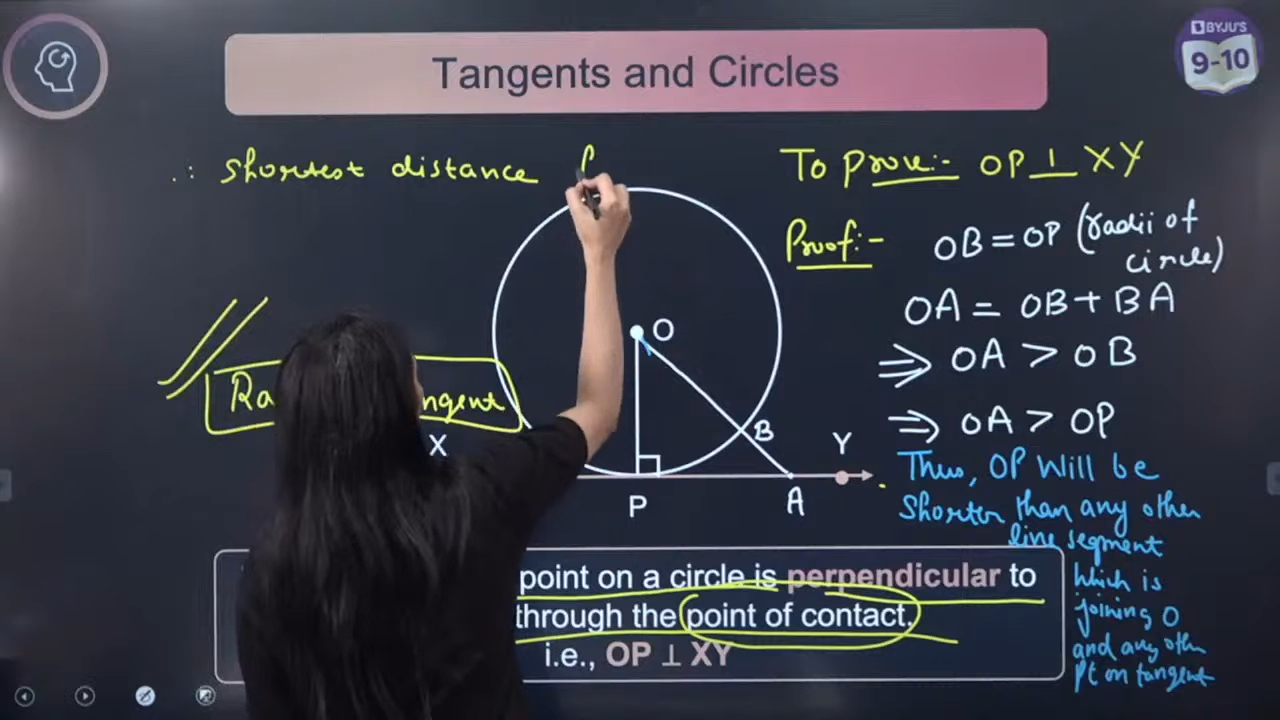 Tangents and Circles
BYJU'S
9-10
∴ Shortest distance f
To prove:- OP ⊥ XY
Proof:-
OB = OP (radii of
circle)
OA = OB + BA
⇒ OA > OB
⇒ OA > OP
Thus, OP will be
shorter than any other
line segment
which is
joining O
and any other
Pt on tangent
Ra
ngent
O
B
X
Y
P
A
point on a circle is perpendicular to
through the point of contact.
i.e., OP ⊥ XY